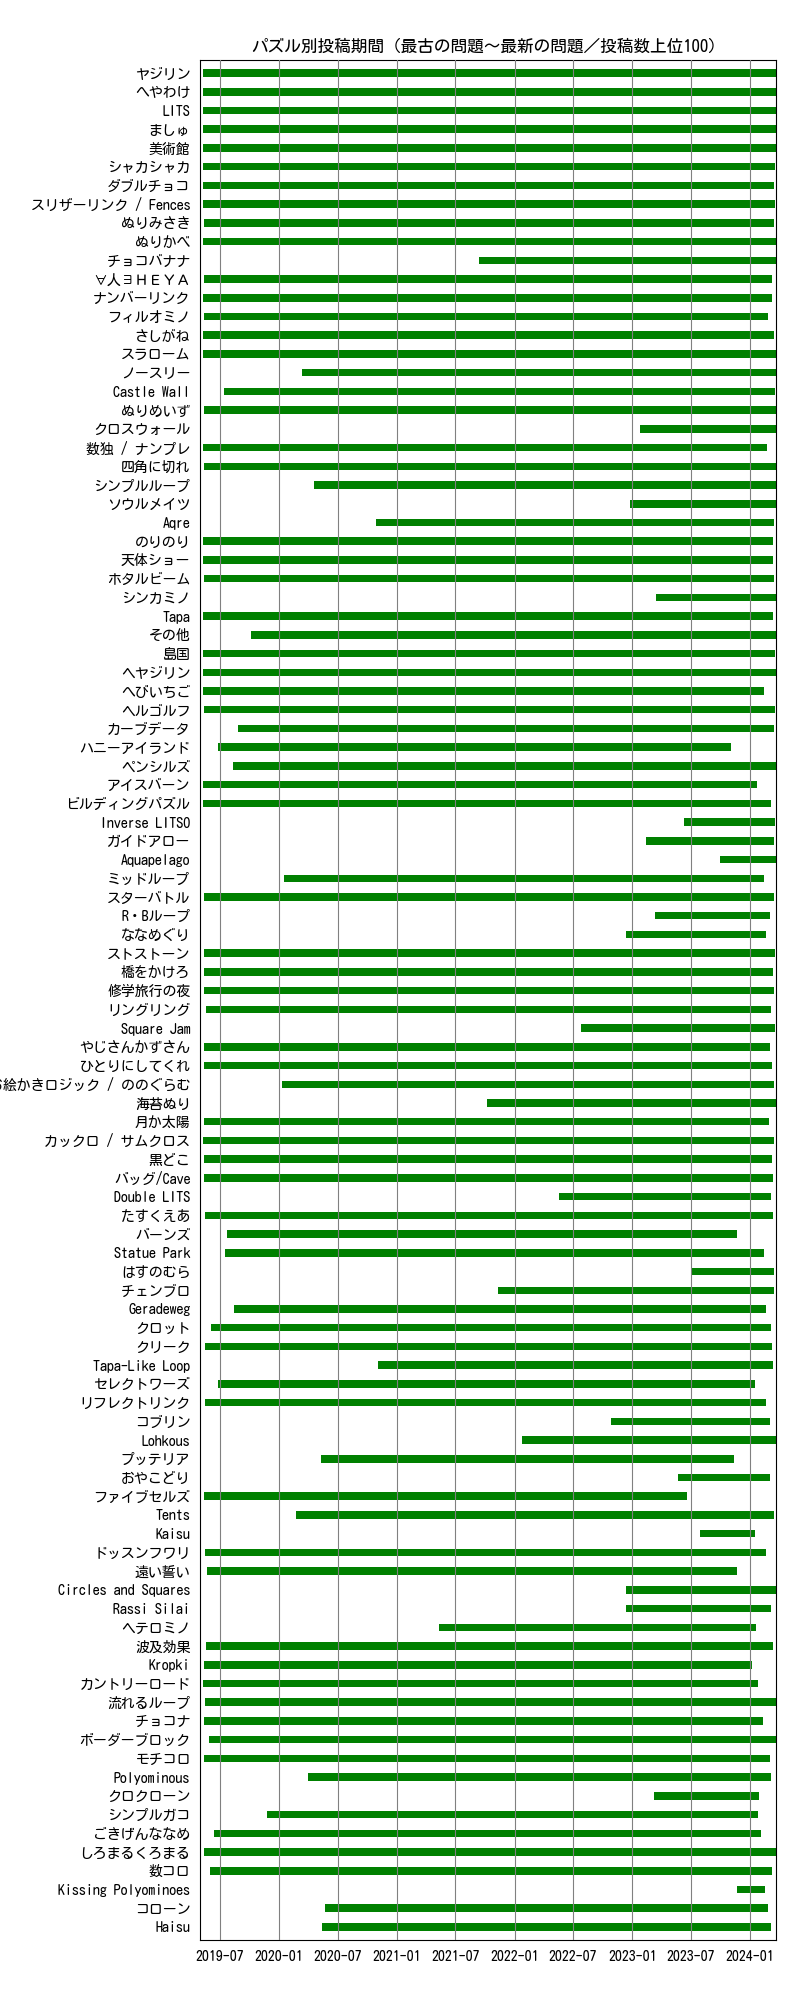 パズル別投稿期間（最古の問題～最新の問題／投稿数上位100）
ヤジリン
へやわけ
LITS
ましゅ
美術館
シャカシャカ
ダブルチョコ
スリザーリンク / Fences
ぬりみさき
ぬりかべ
チョコバナナ
∀人∃ＨＥＹＡ
ナンバーリンク
フィルオミノ
さしがね
スラローム
ノースリー
Castle Wall
ぬりめいず
クロスウォール
数独 / ナンプレ
四角に切れ
シンプルループ
ソウルメイツ
Aqre
のりのり
天体ショー
ホタルビーム
シンカミノ
Tapa
その他
島国
ヘヤジリン
へびいちご
ヘルゴルフ
カーブデータ
ハニーアイランド
ペンシルズ
アイスバーン
ビルディングパズル
Inverse LITSO
ガイドアロー
Aquapelago
ミッドループ
スターバトル
R・Bループ
ななめぐり
ストストーン
橋をかけろ
修学旅行の夜
リングリング
Square Jam
やじさんかずさん
ひとりにしてくれ
お絵かきロジック / ののぐらむ
海苔ぬり
月か太陽
カックロ / サムクロス
黒どこ
バッグ/Cave
Double LITS
たすくえあ
バーンズ
Statue Park
はすのむら
チェンブロ
Geradeweg
クロット
クリーク
Tapa-Like Loop
セレクトワーズ
リフレクトリンク
コブリン
Lohkous
プッテリア
おやこどり
ファイブセルズ
Tents
Kaisu
ドッスンフワリ
遠い誓い
Circles and Squares
Rassi Silai
ヘテロミノ
波及効果
Kropki
カントリーロード
流れるループ
チョコナ
ボーダーブロック
モチコロ
Polyominous
クロクローン
シンプルガコ
ごきげんななめ
しろまるくろまる
数コロ
Kissing Polyominoes
コローン
Haisu
2019-07 2020-01 2020-07 2021-01 2021-07 2022-01 2022-07 2023-01 2023-07 2024-01